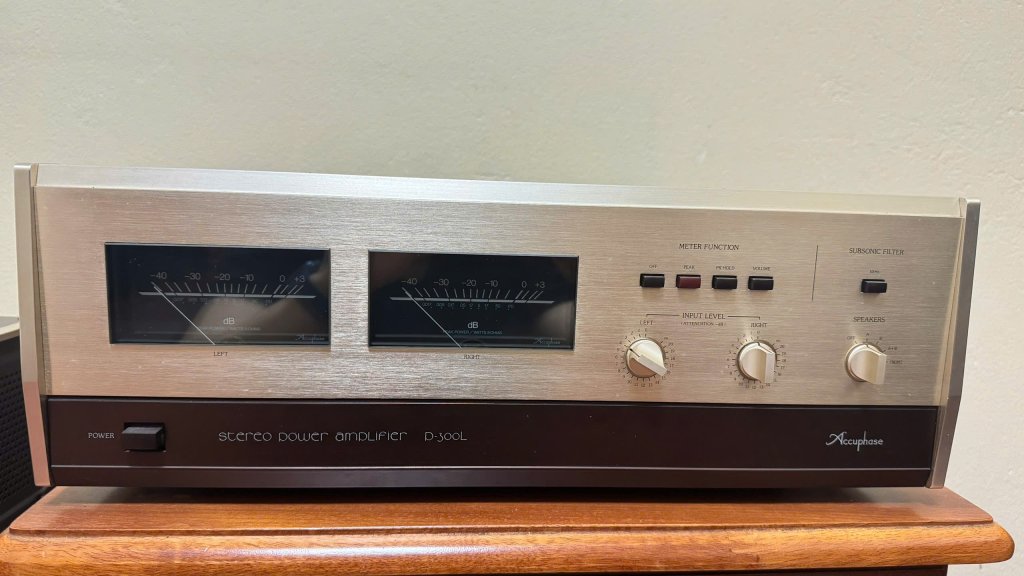 METER FUNCTION
SUBSONIC FILTER
OFF PEAK PK HOLD VOLUME
-40 -30 -20 -10 0 +3
dB
Accuphase
LEFT
-40 -30 -20 -10 0 +3
dB
RIGHT
INPUT LEVEL
LEFT RIGHT
SPEAKERS
OFF
POWER
stereo power amplifier D-300L
Accuphase